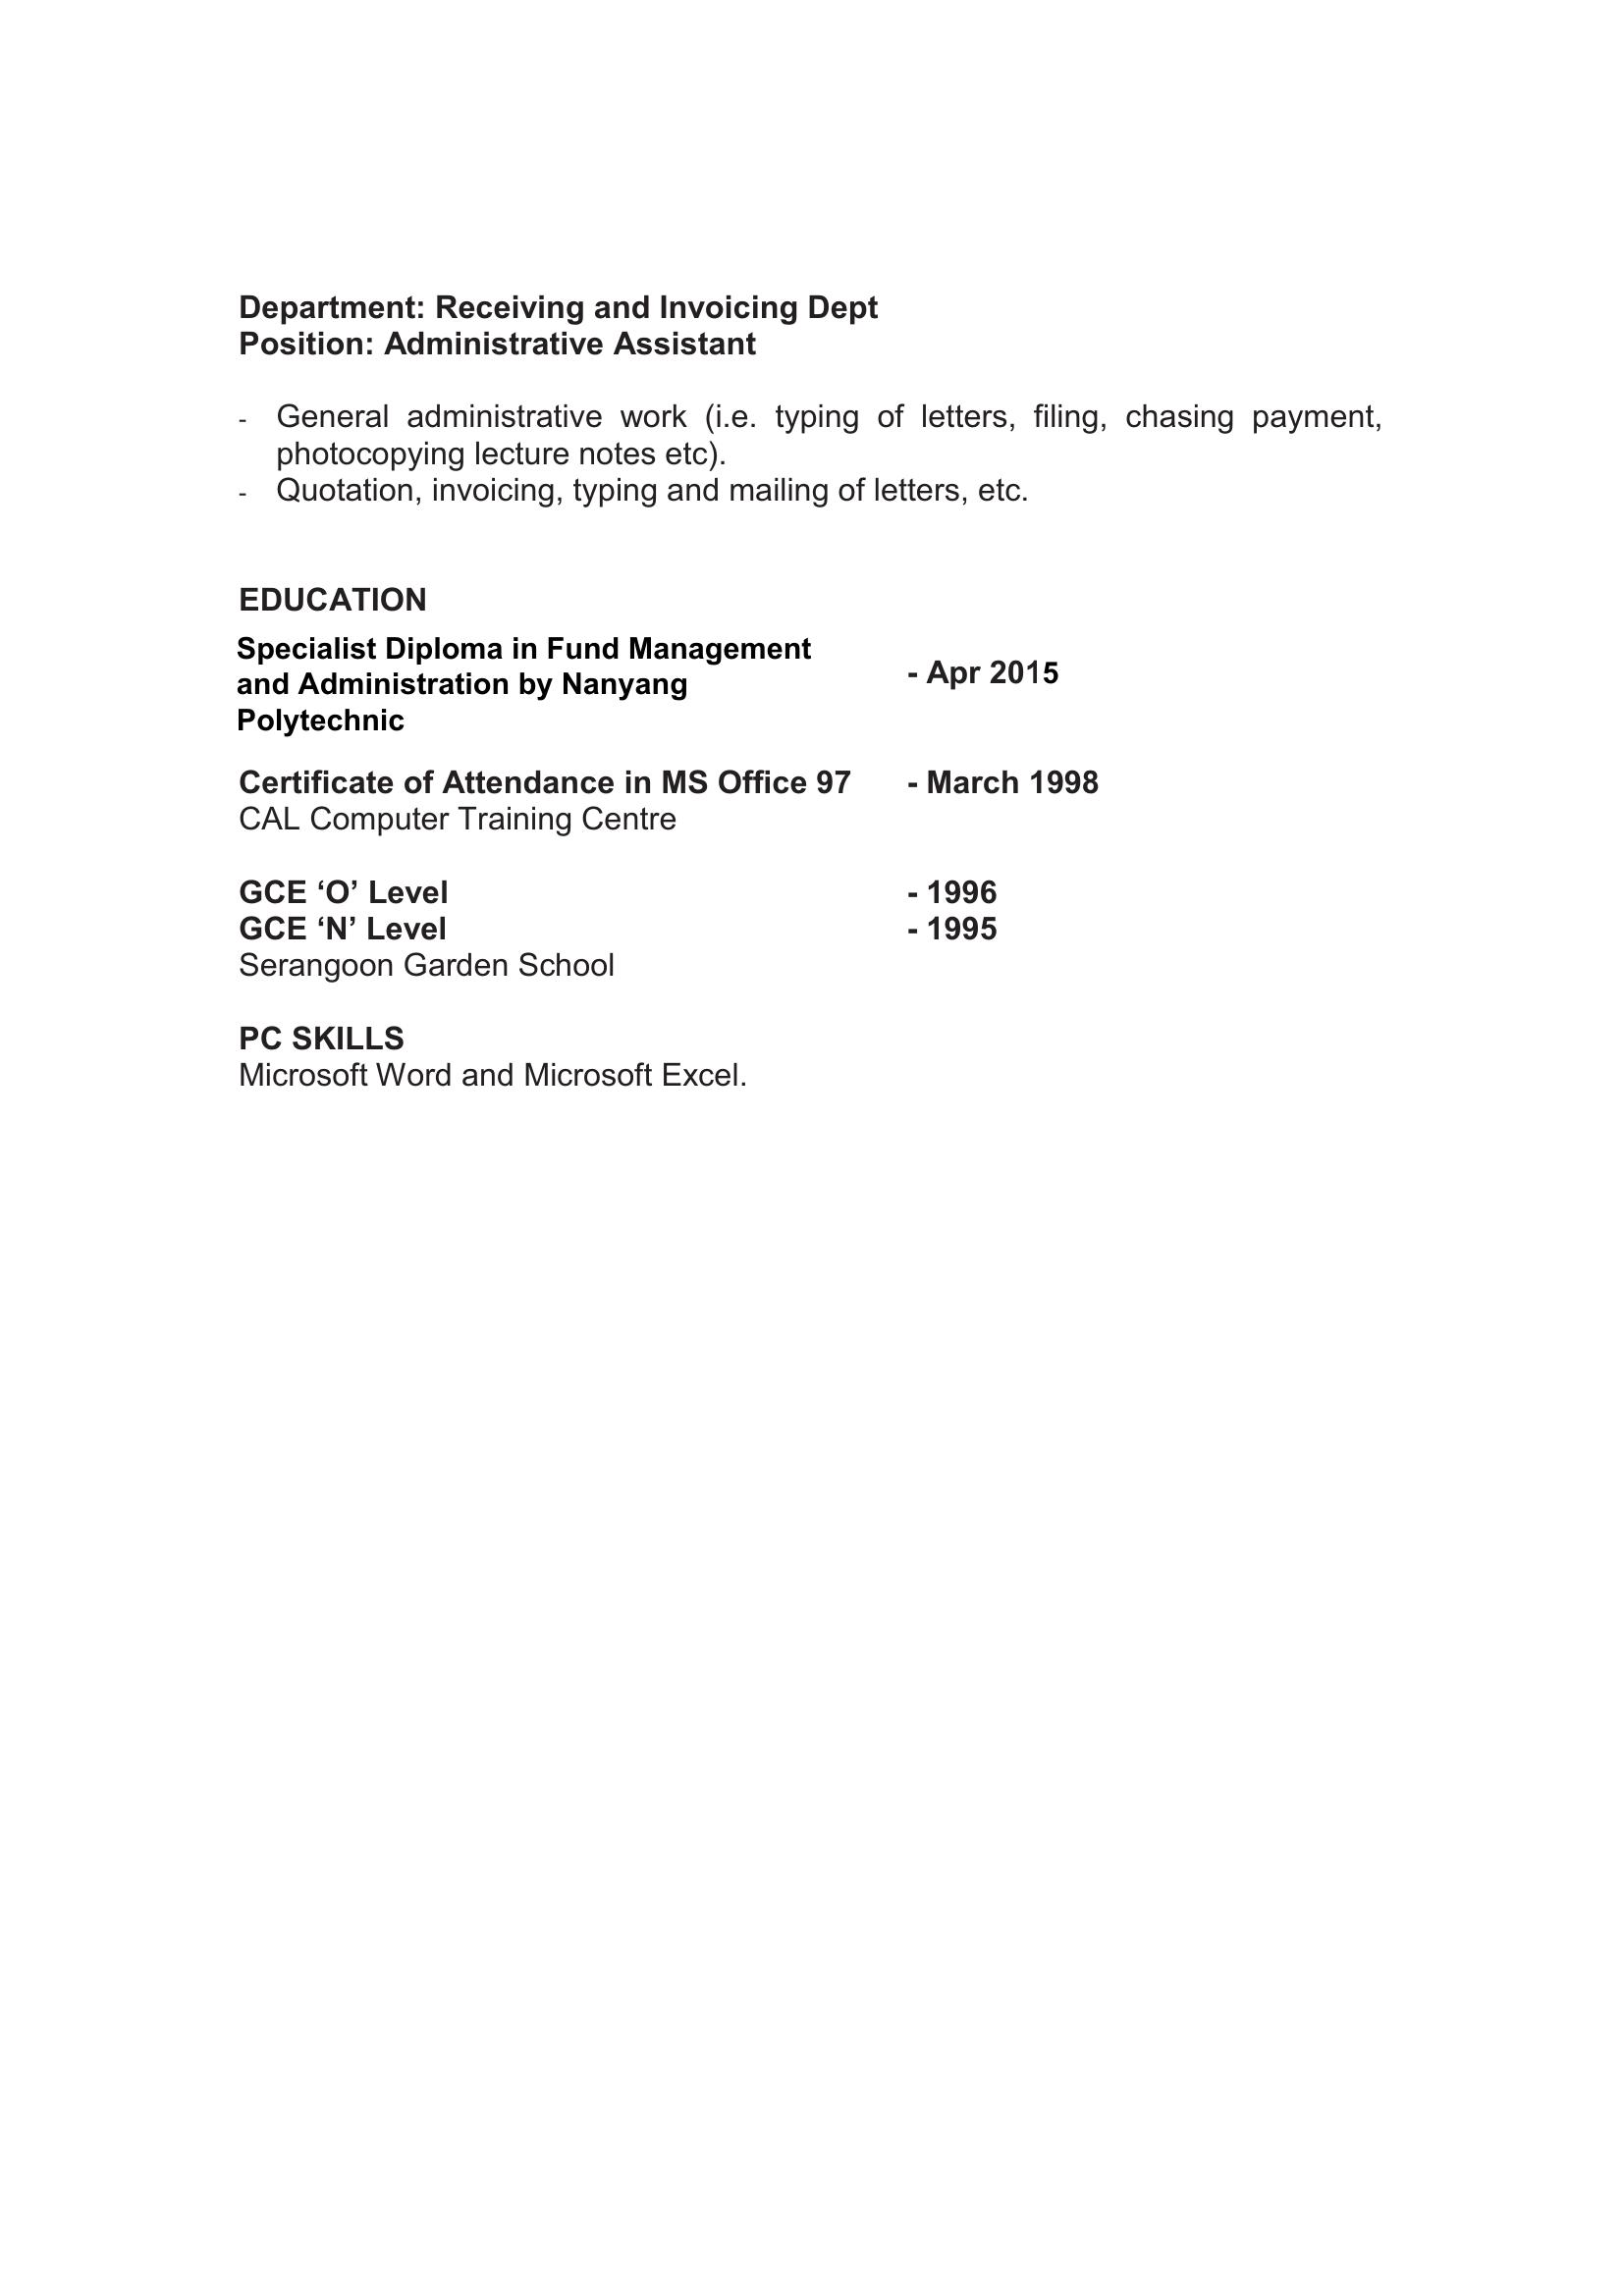 Department: Receiving and Invoicing Dept
Position: Administrative Assistant
- General administrative work (i.e. typing of letters, filing, chasing payment,
photocopying lecture notes etc).
- Quotation, invoicing, typing and mailing of letters, etc.
EDUCATION
Specialist Diploma in Fund Management
and Administration by Nanyang
Polytechnic
- Apr 2015
Certificate of Attendance in MS Office 97 - March 1998
CAL Computer Training Centre
GCE ‘O’ Level - 1996
GCE ‘N’ Level - 1995
Serangoon Garden School
PC SKILLS
Microsoft Word and Microsoft Excel.